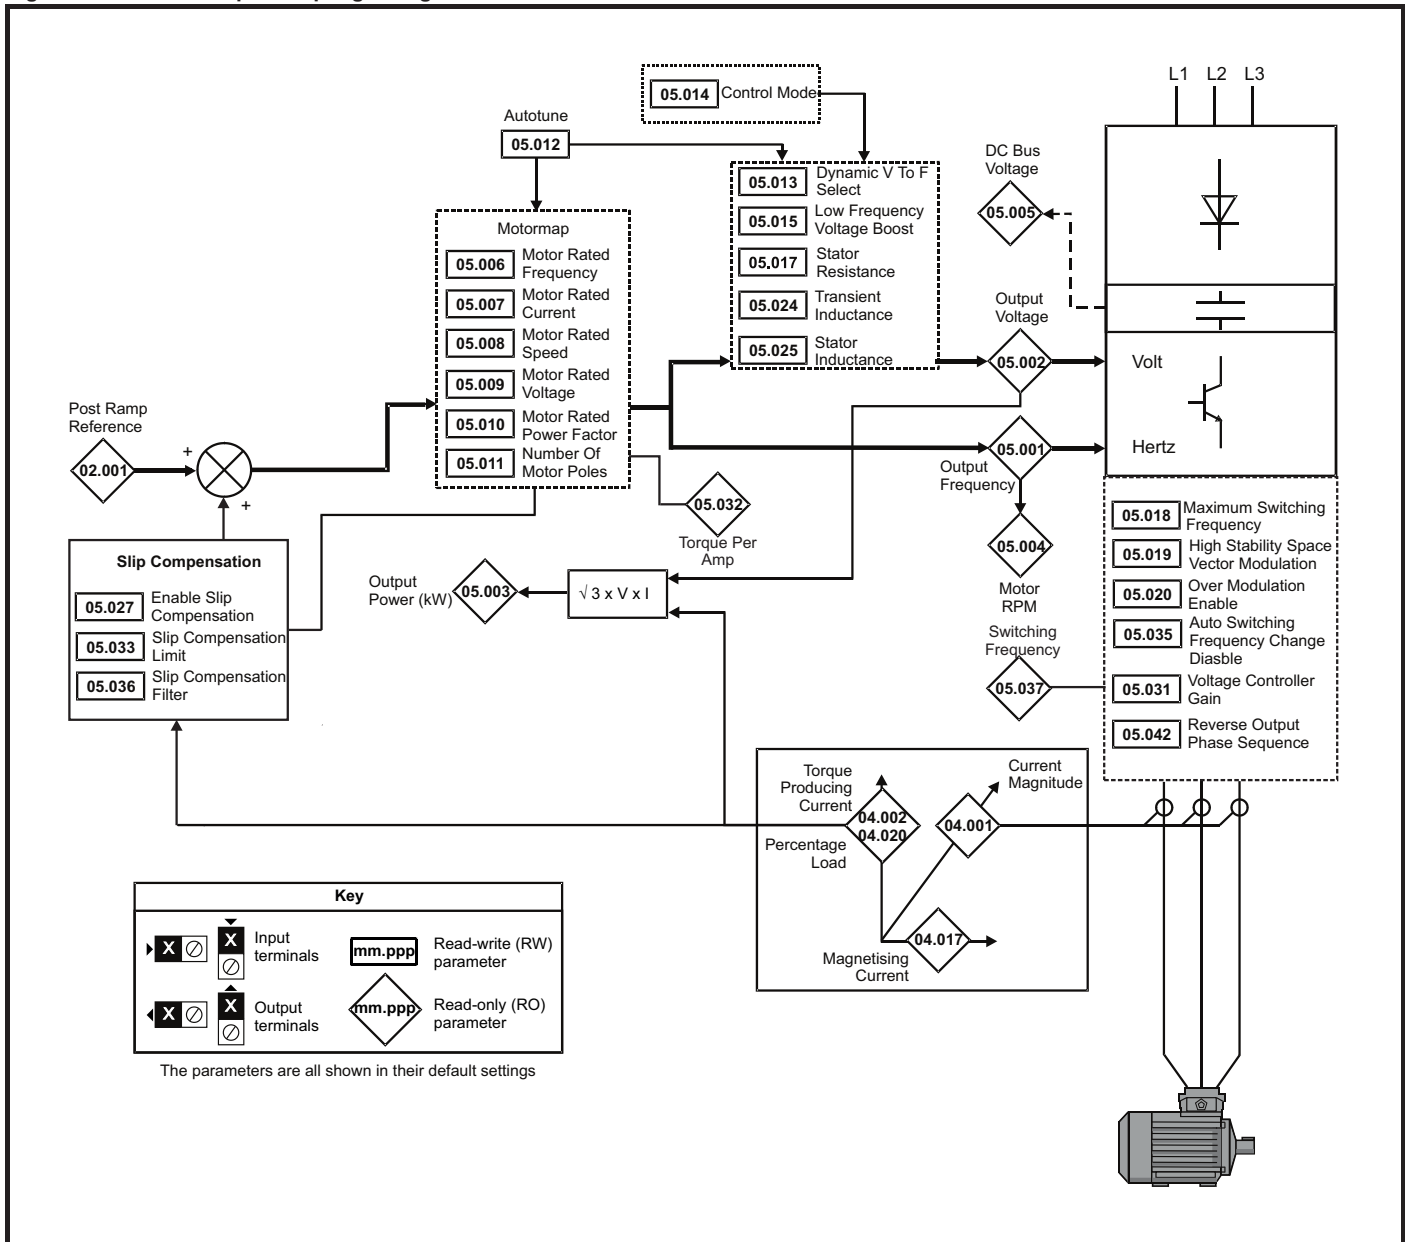 L1 L2 L3
05.014 Control Mode
Autotune
05.012
DC Bus
Voltage
05.005
05.013 Dynamic V To F
Select
05.015 Low Frequency
Voltage Boost
05.017 Stator
Resistance
05.024 Transient
Inductance
05.025 Stator
Inductance
Motormap
05.006 Motor Rated
Frequency
05.007 Motor Rated
Current
05.008 Motor Rated
Speed
05.009 Motor Rated
Voltage
05.010 Motor Rated
Power Factor
05.011 Number Of
Motor Poles
Output
Voltage
05.002
Volt
Hertz
Post Ramp
Reference
02.001
+
+
05.001
Output
Frequency
05.032
Torque Per
Amp
05.004
Motor
RPM
Slip Compensation
05.027 Enable Slip
Compensation
05.033 Slip Compensation
Limit
05.036 Slip Compensation
Filter
Output
Power (kW)
05.003
√ 3 x V x I
Switching
Frequency
05.037
05.018 Maximum Switching
Frequency
05.019 High Stability Space
Vector Modulation
05.020 Over Modulation
Enable
05.035 Auto Switching
Frequency Change
Diasble
05.031 Voltage Controller
Gain
05.042 Reverse Output
Phase Sequence
Torque
Producing
Current
04.002
04.020
Percentage
Load
Current
Magnitude
04.001
04.017
Magnetising
Current
Key
X X Input
terminals
mm.ppp Read-write (RW)
parameter
X X Output
terminals
mm.ppp Read-only (RO)
parameter
The parameters are all shown in their default settings